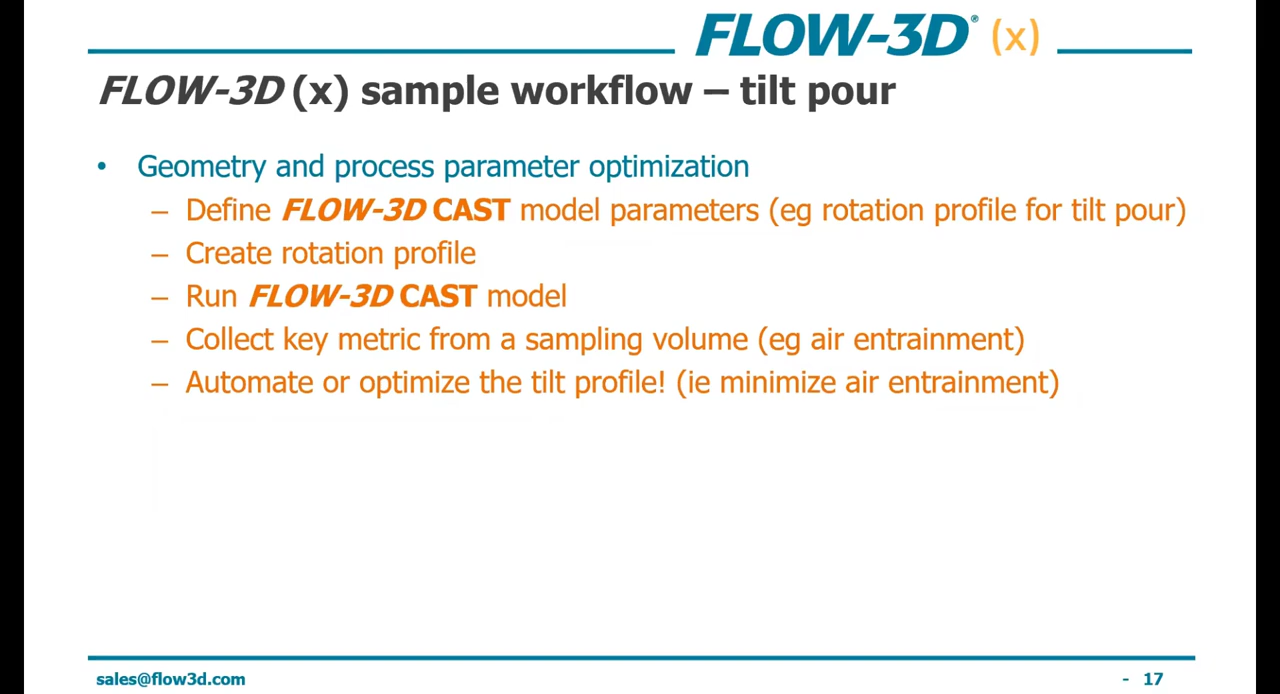 FLOW-3D® (x)
FLOW-3D (x) sample workflow – tilt pour
• Geometry and process parameter optimization
– Define FLOW-3D CAST model parameters (eg rotation profile for tilt pour)
– Create rotation profile
– Run FLOW-3D CAST model
– Collect key metric from a sampling volume (eg air entrainment)
– Automate or optimize the tilt profile! (ie minimize air entrainment)
sales@flow3d.com - 17